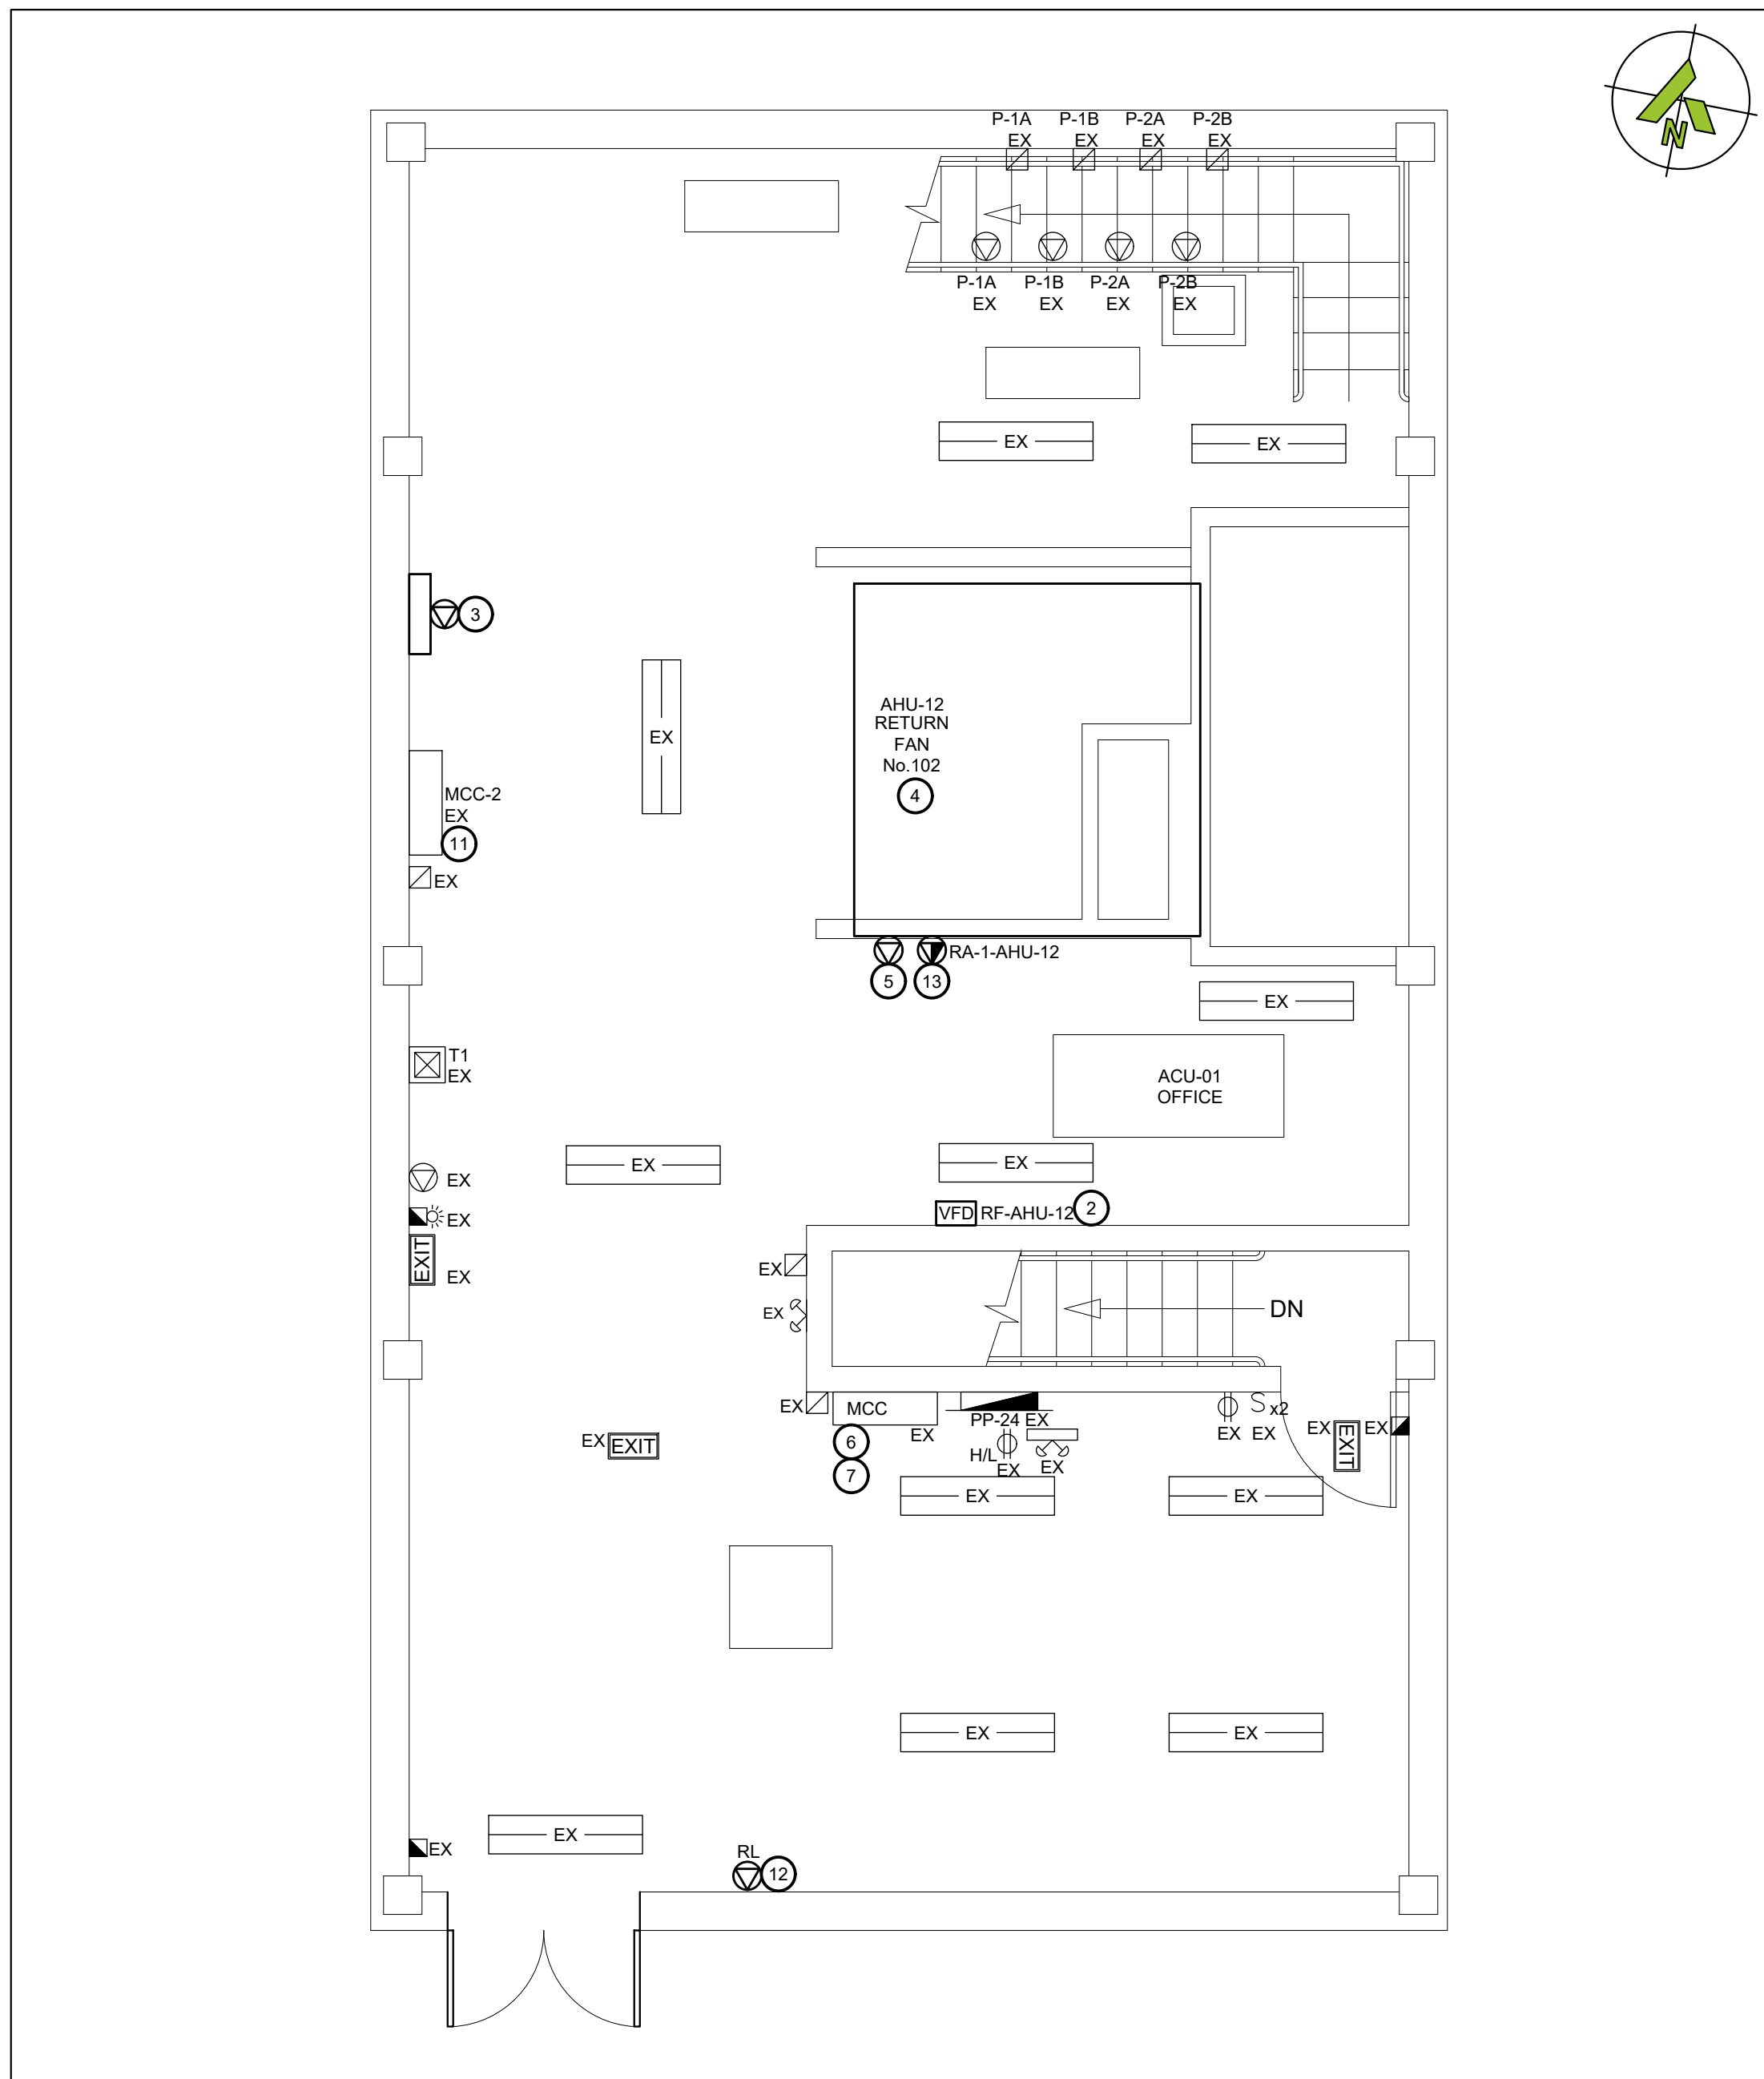 N
P-1A P-1B P-2A P-2B
EX EX EX EX
P-1A P-1B P-2A P-2B
EX EX EX EX
EX
EX
3
EX
AHU-12
RETURN
FAN
No.102
4
MCC-2
EX
11
EX
RA-1-AHU-12
5
13
EX
T1
EX
ACU-01
OFFICE
EX
EX
EX
VFD RF-AHU-12 2
EX
EXIT
EX
EX
EX
DN
EX
MCC
EX
6
7
PP-24 EX
H/L
EX
EX
S x2
EX EX
EX
EXIT
EX
EX EXIT
EX
EX
EX
EX
EX
EX
RL
12